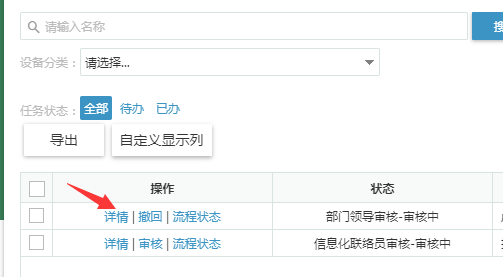 请输入名称
设备分类： 请选择...
任务状态： 全部 待办 已办
导出 自定义显示列
操作 状态
详情 | 撤回 | 流程状态 部门领导审核-审核中
详情 | 审核 | 流程状态 信息化联络员审核-审核中